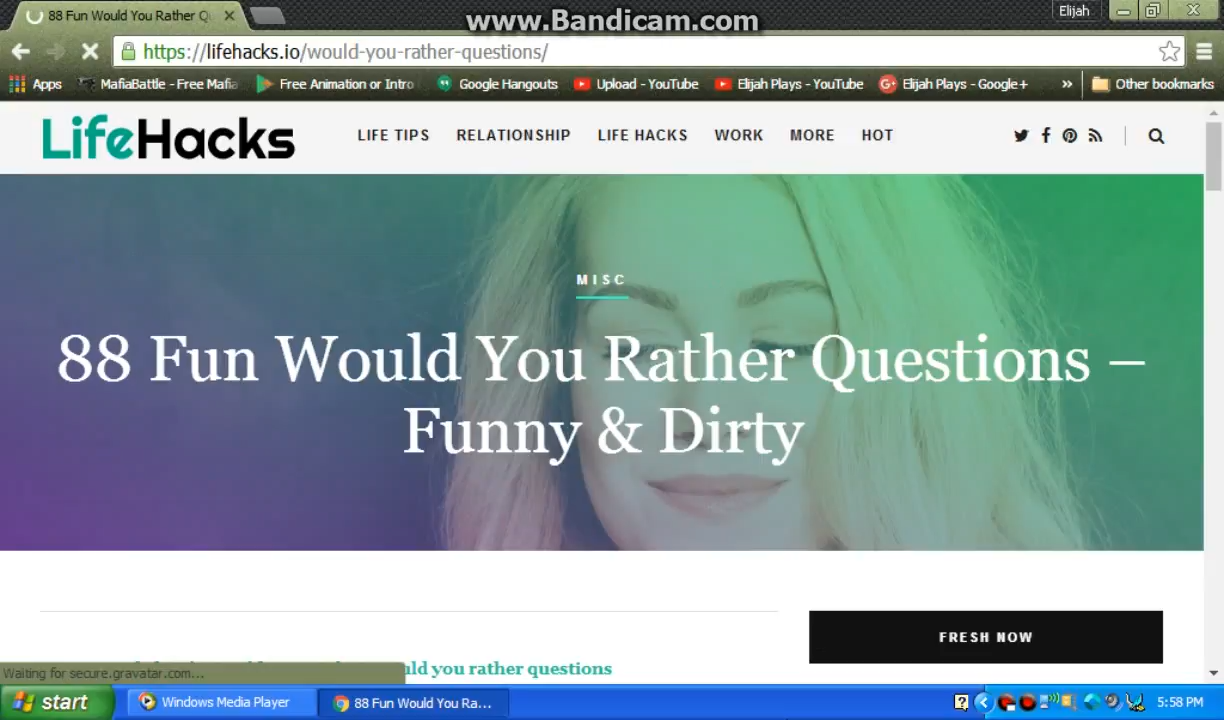 88 Fun Would You Rather Q
www.Bandicam.com
Elijah
https://lifehacks.io/would-you-rather-questions/
Apps
MafiaBattle - Free Mafia
Free Animation or Intro
Google Hangouts
Upload - YouTube
Elijah Plays - YouTube
Elijah Plays - Google+
»
Other bookmarks
LifeHacks
LIFE TIPS
RELATIONSHIP
LIFE HACKS
WORK
MORE
HOT
MISC
88 Fun Would You Rather Questions –
Funny & Dirty
FRESH NOW
you rather questions
Waiting for secure.gravatar.com...
start
Windows Media Player
88 Fun Would You Ra...
5:58 PM